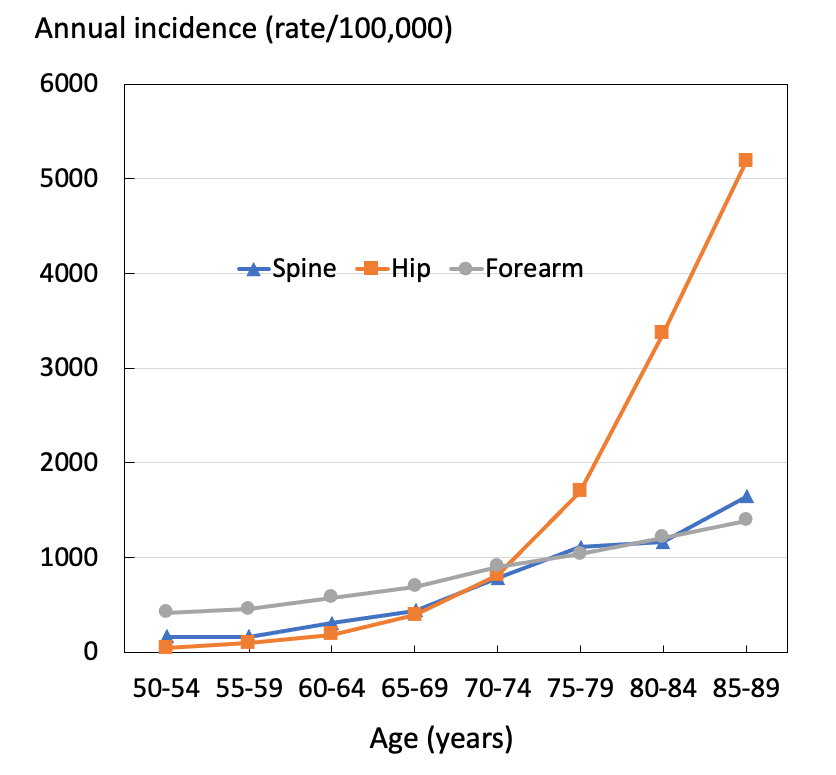 Annual incidence (rate/100,000)
6000
5000
4000
Spine Hip Forearm
3000
2000
1000
0
50-54 55-59 60-64 65-69 70-74 75-79 80-84 85-89
Age (years)